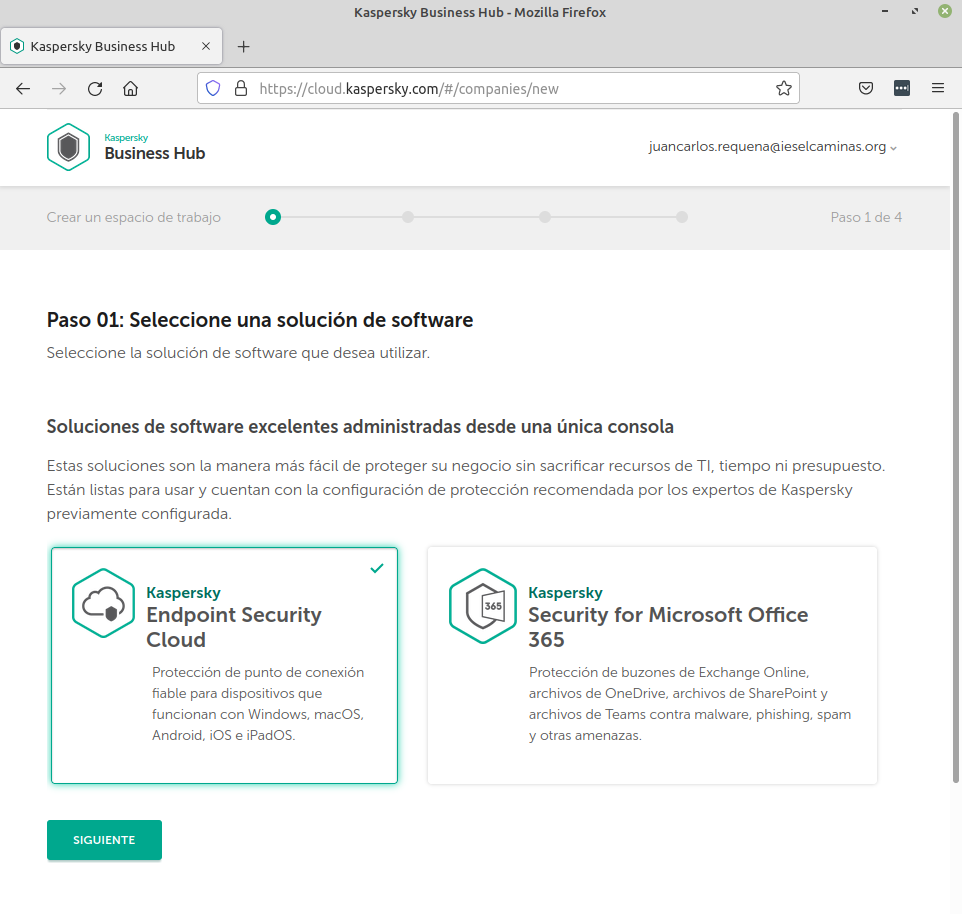 Kaspersky Business Hub - Mozilla Firefox
Kaspersky Business Hub
https://cloud.kaspersky.com/#/companies/new
Kaspersky
Business Hub
juancarlos.requena@ieselcaminas.org
Crear un espacio de trabajo
Paso 1 de 4
Paso 01: Seleccione una solución de software
Seleccione la solución de software que desea utilizar.
Soluciones de software excelentes administradas desde una única consola
Estas soluciones son la manera más fácil de proteger su negocio sin sacrificar recursos de TI, tiempo ni presupuesto.
Están listas para usar y cuentan con la configuración de protección recomendada por los expertos de Kaspersky
previamente configurada.
Kaspersky
Endpoint Security
Cloud
Protección de punto de conexión
fiable para dispositivos que
funcionan con Windows, macOS,
Android, iOS e iPadOS.
365
Kaspersky
Security for Microsoft Office
365
Protección de buzones de Exchange Online,
archivos de OneDrive, archivos de SharePoint y
archivos de Teams contra malware, phishing, spam
y otras amenazas.
SIGUIENTE